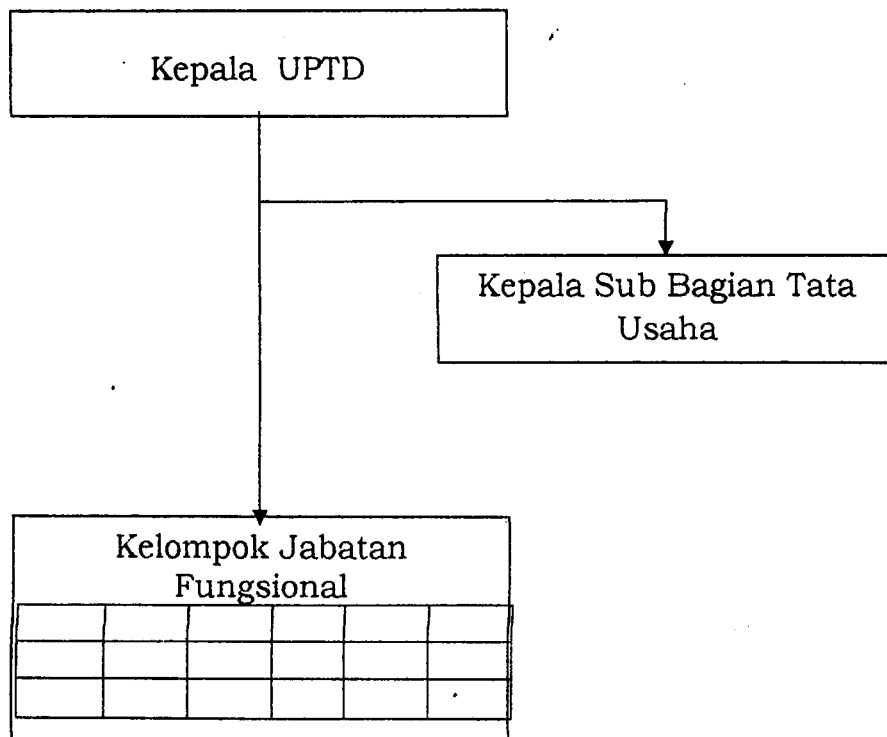 Kepala UPTD
Kepala Sub Bagian Tata
Usaha
Kelompok Jabatan
Fungsional